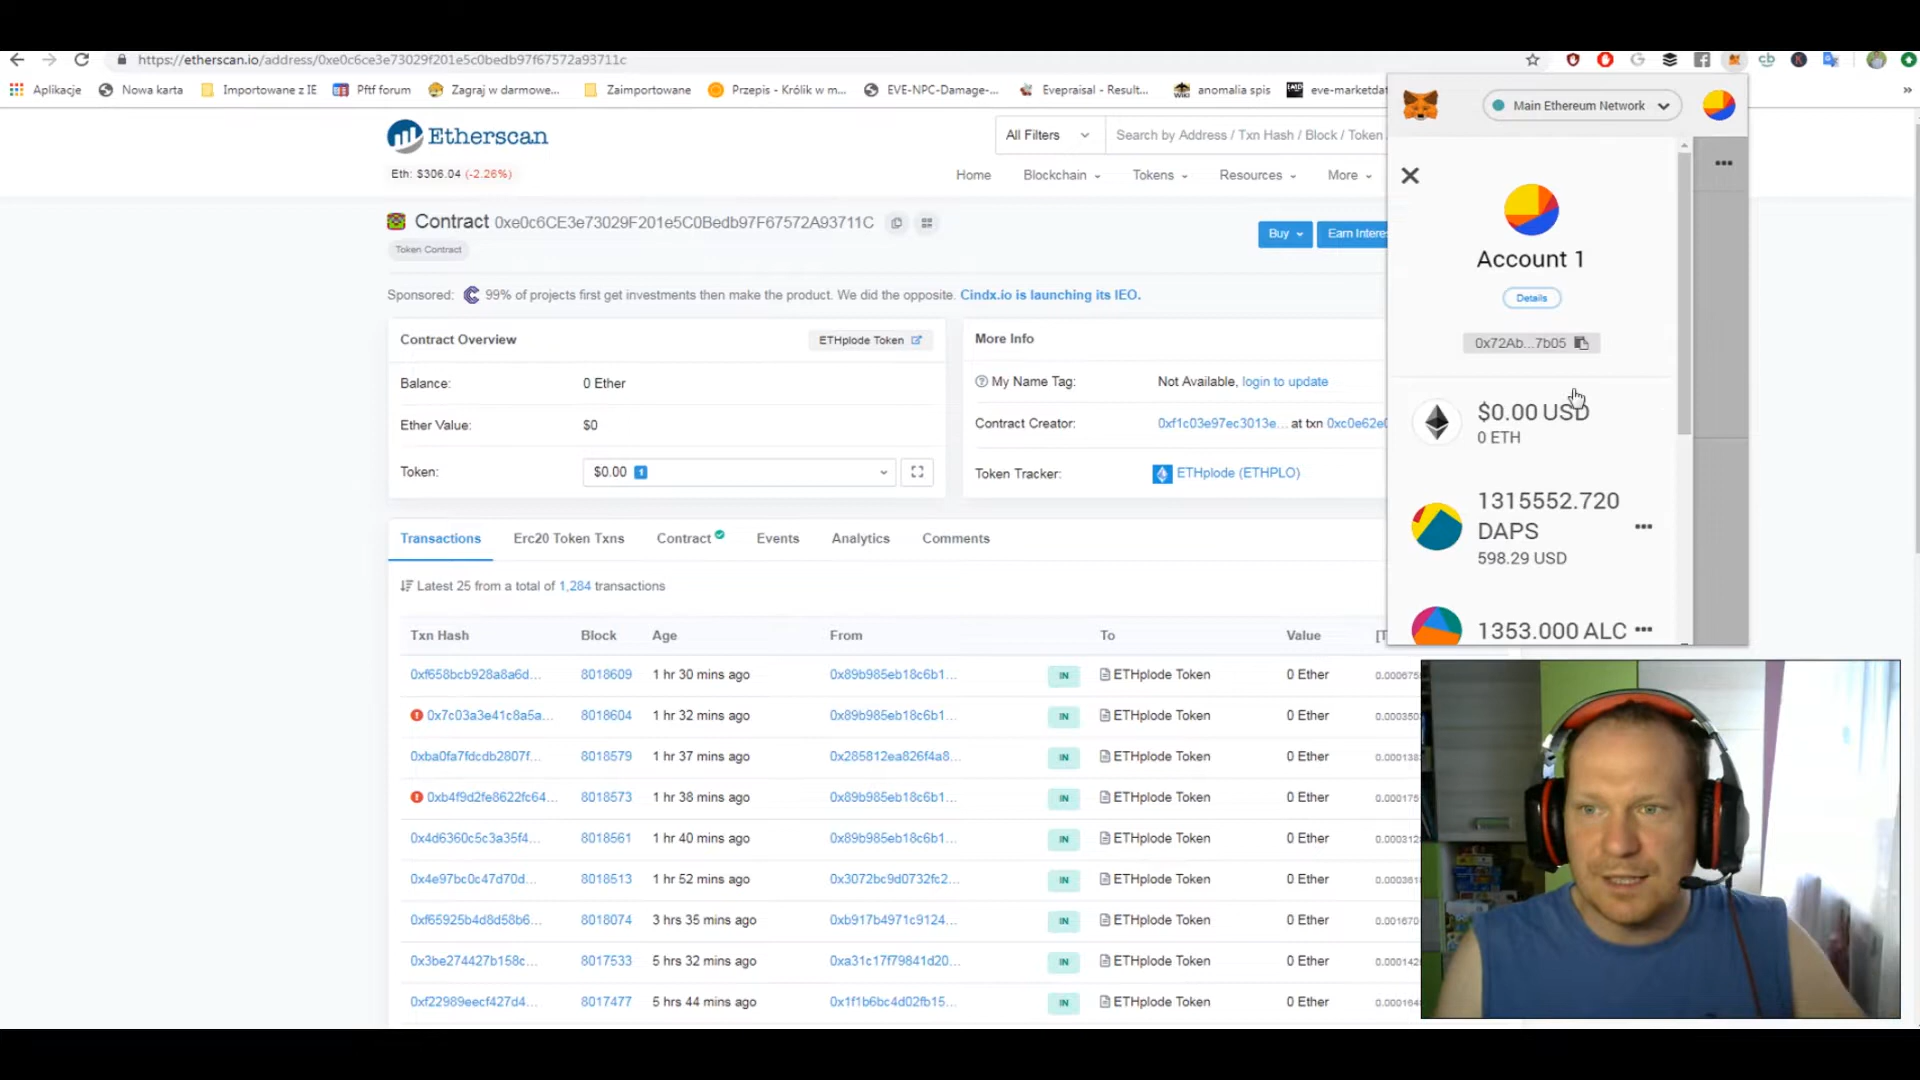 https://etherscan.io/address/0xe0c6ce3e73029f201e5c0bedb97f67572a93711c
Aplikacje
Nowa karta
Importowane z IE
Pftf forum
Zagraj w darmowe...
Zaimportowane
Przepis - Królik w m...
EVE-NPC-Damage-...
Evepraisal - Result...
anomalia spis
eve-marketdat
»
Main Ethereum Network
Etherscan
All Filters
Search by Address / Txn Hash / Block / Token
Eth: $306.04 (-2.26%)
Home
Blockchain
Tokens
Resources
More
Contract 0xe0c6CE3e73029F201e5C0Bedb97F67572A93711C
Token Contract
Buy
Earn Interes
Sponsored: 99% of projects first get investments then make the product. We did the opposite. Cindx.io is launching its IEO.
Contract Overview
ETHplode Token
Balance: 0 Ether
Ether Value: $0
Token: $0.00 1
More Info
My Name Tag: Not Available, login to update
Contract Creator: 0xf1c03e97ec3013e... at txn 0xc0e62e0
Token Tracker: ETHplode (ETHPLO)
Account 1
Details
0x72Ab...7b05
$0.00 USD
0 ETH
1315552.720
DAPS
598.29 USD
1353.000 ALC
Transactions
Erc20 Token Txns
Contract
Events
Analytics
Comments
Latest 25 from a total of 1,284 transactions
Txn Hash Block Age From To Value [T
0xf658bcb928a8a6d... 8018609 1 hr 30 mins ago 0x89b985eb18c6b1... IN ETHplode Token 0 Ether 0.000675
0x7c03a3e41c8a5a... 8018604 1 hr 32 mins ago 0x89b985eb18c6b1... IN ETHplode Token 0 Ether 0.000350
0xba0fa7fdcdb2807f... 8018579 1 hr 37 mins ago 0x285812ea826f4a8... IN ETHplode Token 0 Ether 0.000138
0xb4f9d2fe8622fc64... 8018573 1 hr 38 mins ago 0x89b985eb18c6b1... IN ETHplode Token 0 Ether 0.000175
0x4d6360c5c3a35f4... 8018561 1 hr 40 mins ago 0x89b985eb18c6b1... IN ETHplode Token 0 Ether 0.000312
0x4e97bc0c47d70d... 8018513 1 hr 52 mins ago 0x3072bc9d0732fc2... IN ETHplode Token 0 Ether 0.000361
0xf65925b4d8d58b6... 8018074 3 hrs 35 mins ago 0xb917b4971c9124... IN ETHplode Token 0 Ether 0.001670
0x3be274427b158c... 8017533 5 hrs 32 mins ago 0xa31c17f79841d20... IN ETHplode Token 0 Ether 0.000142
0xf22989eecf427d4... 8017477 5 hrs 44 mins ago 0x1f1b6bc4d02fb15... IN ETHplode Token 0 Ether 0.000164